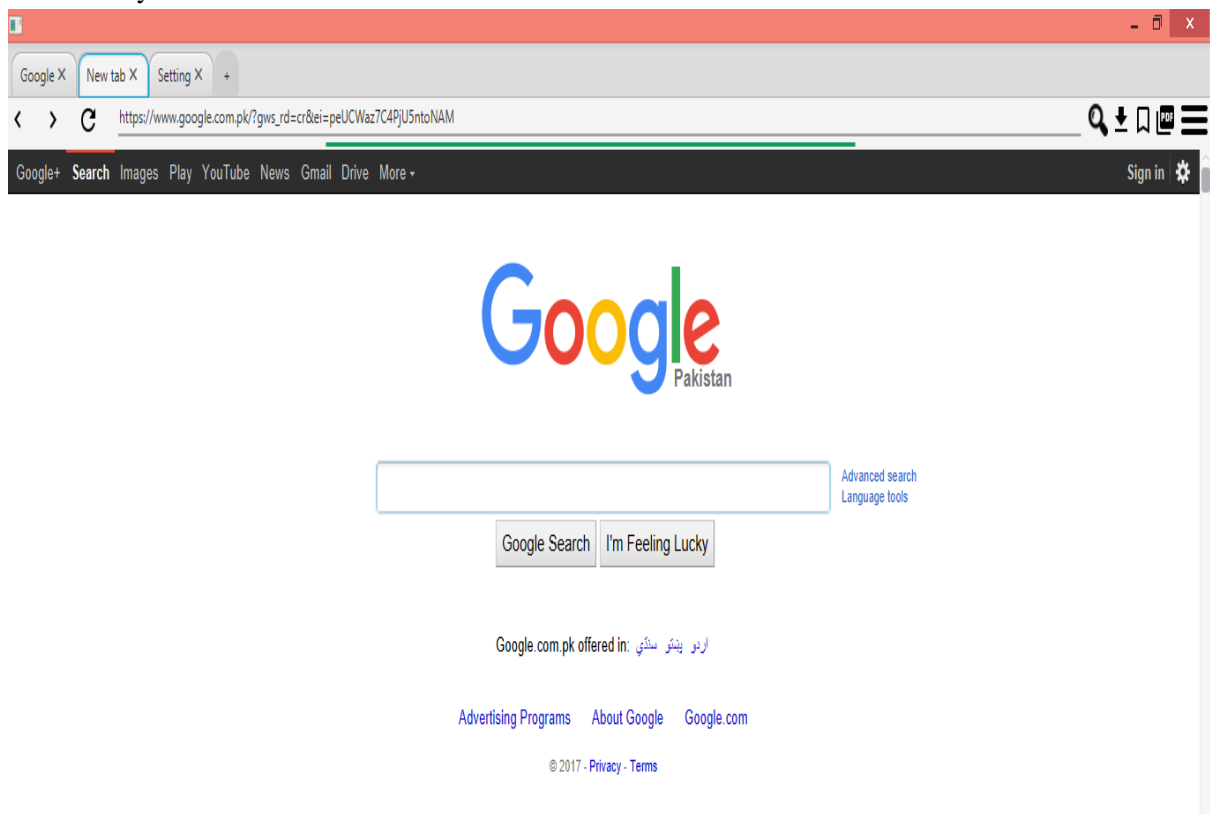 Google X New tab X Setting X +
https://www.google.com.pk/?gws_rd=cr&ei=peUCWaz7C4PjU5ntoNAM
PDF
Google+ Search Images Play YouTube News Gmail Drive More Sign in
Google
Pakistan
Advanced search
Language tools
Google Search I'm Feeling Lucky
Google.com.pk offered in: اردو پښتو سنڌي
Advertising Programs About Google Google.com
© 2017 - Privacy - Terms